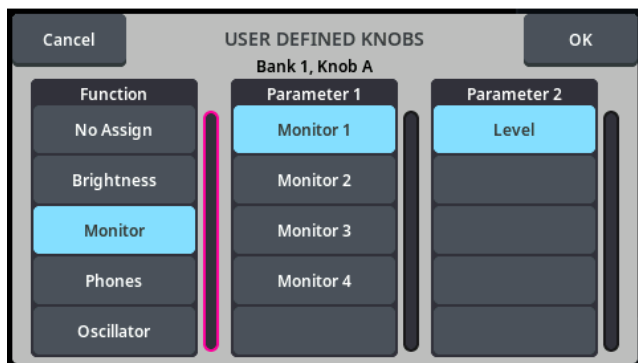 Cancel
USER DEFINED KNOBS
OK
Bank 1, Knob A
Function
Parameter 1
Parameter 2
No Assign
Monitor 1
Level
Brightness
Monitor 2
Monitor
Monitor 3
Phones
Monitor 4
Oscillator